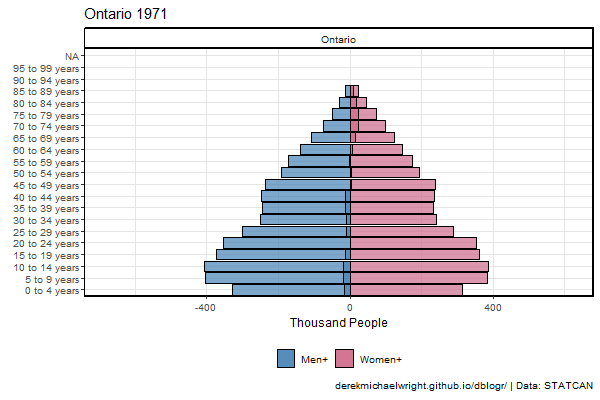 Ontario 1971
Ontario
NA
95 to 99 years
90 to 94 years
85 to 89 years
80 to 84 years
75 to 79 years
70 to 74 years
65 to 69 years
60 to 64 years
55 to 59 years
50 to 54 years
45 to 49 years
40 to 44 years
35 to 39 years
30 to 34 years
25 to 29 years
20 to 24 years
15 to 19 years
10 to 14 years
5 to 9 years
0 to 4 years
-400 0 400
Thousand People
Men+ Women+
derekmichaelwright.github.io/dblogr/ | Data: STATCAN